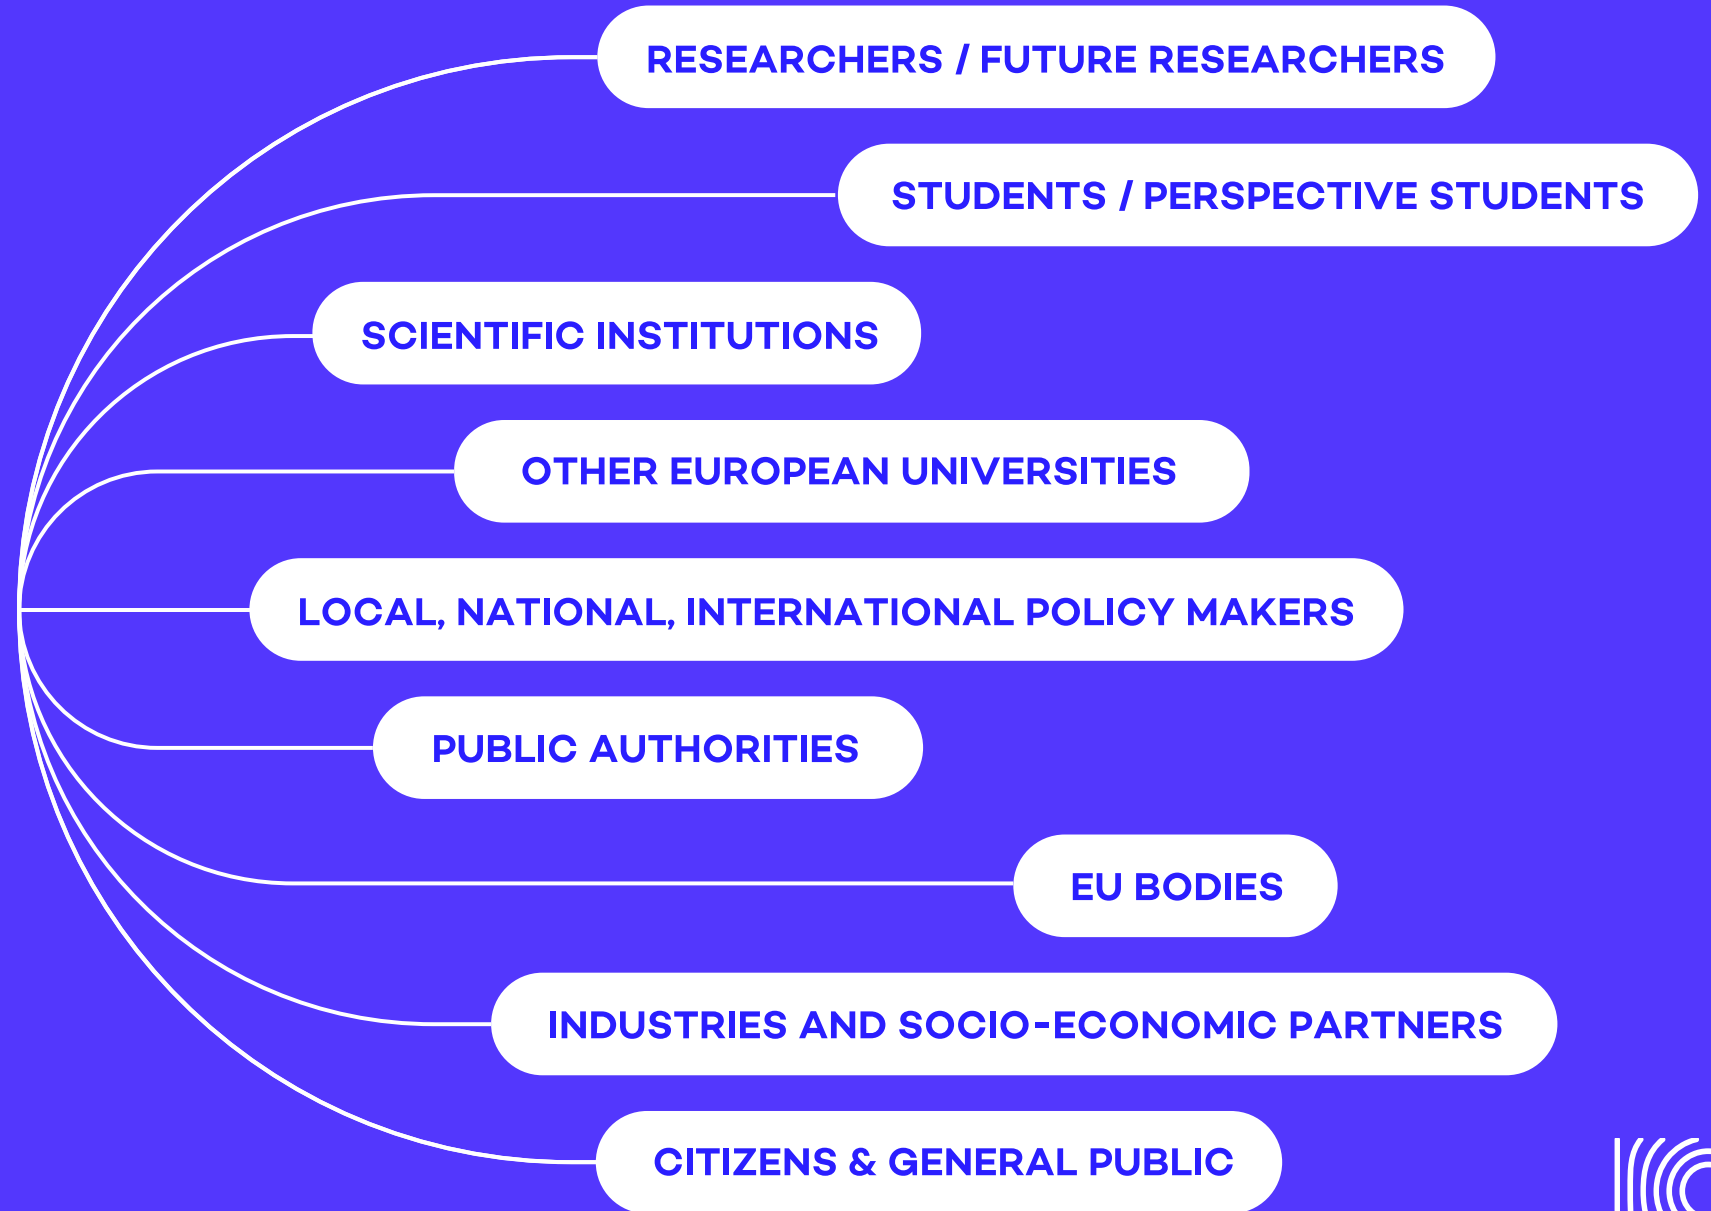 RESEARCHERS / FUTURE RESEARCHERS
STUDENTS / PERSPECTIVE STUDENTS
SCIENTIFIC INSTITUTIONS
OTHER EUROPEAN UNIVERSITIES
LOCAL, NATIONAL, INTERNATIONAL POLICY MAKERS
PUBLIC AUTHORITIES
EU BODIES
INDUSTRIES AND SOCIO-ECONOMIC PARTNERS
CITIZENS & GENERAL PUBLIC